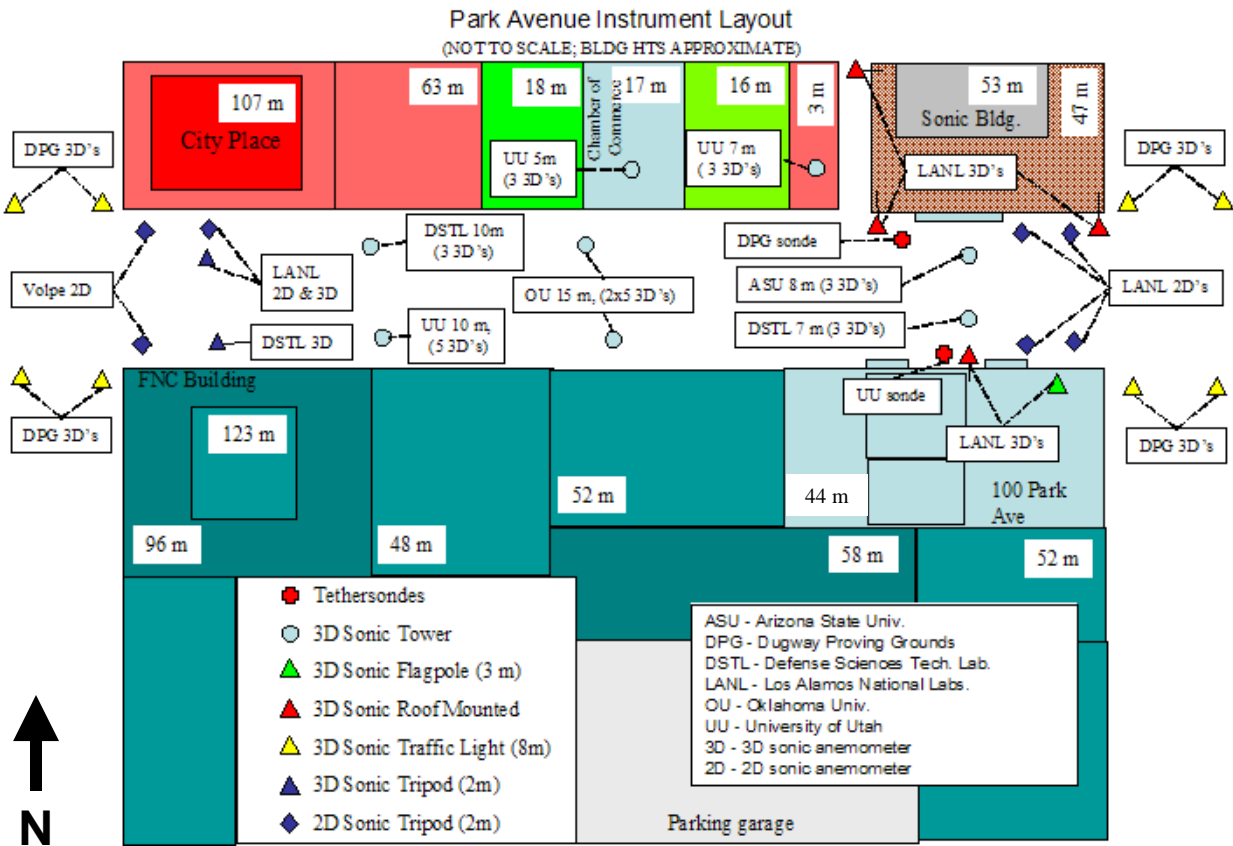 Park Avenue Instrument Layout
(NOT TO SCALE; BLDG HTS APPROXIMATE)
107 m
City Place
63 m
18 m
Chamber of
Commerce
17 m
16 m
3 m
53 m
Sonic Bldg.
47 m
DPG 3D's
UU 5m
(3 3D's)
UU 7 m
( 3 3D's)
LANL 3D's
DPG 3D's
Volpe 2D
LANL
2D & 3D
DSTL 10m
(3 3D's)
OU 15 m, (2x5 3D's)
DPG sonde
ASU 8 m (3 3D's)
LANL 2D's
DSTL 3D
UU 10 m,
(5 3D's)
DSTL 7 m (3 3D's)
DPG 3D's
FNC Building
123 m
96 m
48 m
52 m
UU sonde
LANL 3D's
44 m
100 Park
Ave
DPG 3D's
58 m
52 m
Tethersondes
3D Sonic Tower
3D Sonic Flagpole (3 m)
3D Sonic Roof Mounted
3D Sonic Traffic Light (8m)
3D Sonic Tripod (2m)
2D Sonic Tripod (2m)
ASU - Arizona State Univ.
DPG - Dugway Proving Grounds
DSTL - Defense Sciences Tech. Lab.
LANL - Los Alamos National Labs.
OU - Oklahoma Univ.
UU - University of Utah
3D - 3D sonic anemometer
2D - 2D sonic anemometer
Parking garage
N